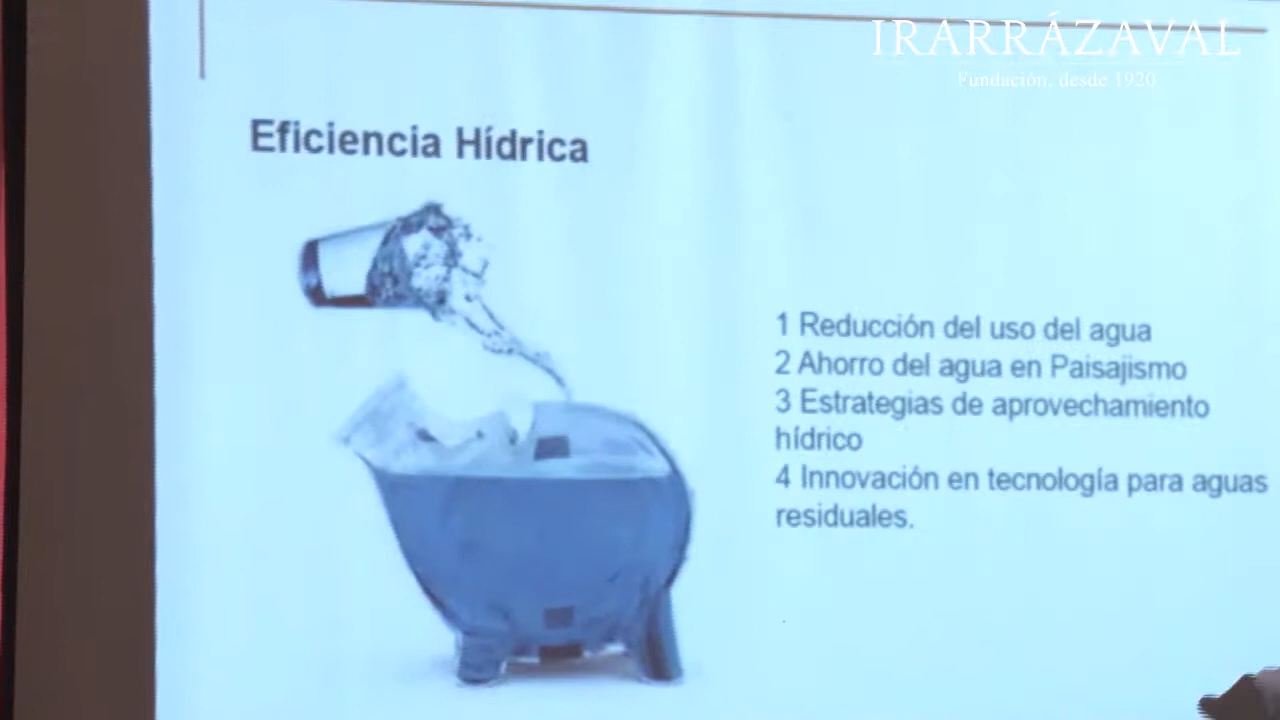 IRARRÁZAVAL
Fundación, desde 1920
Eficiencia Hídrica
1 Reducción del uso del agua
2 Ahorro del agua en Paisajismo
3 Estrategias de aprovechamiento
hídrico
4 Innovación en tecnología para aguas
residuales.